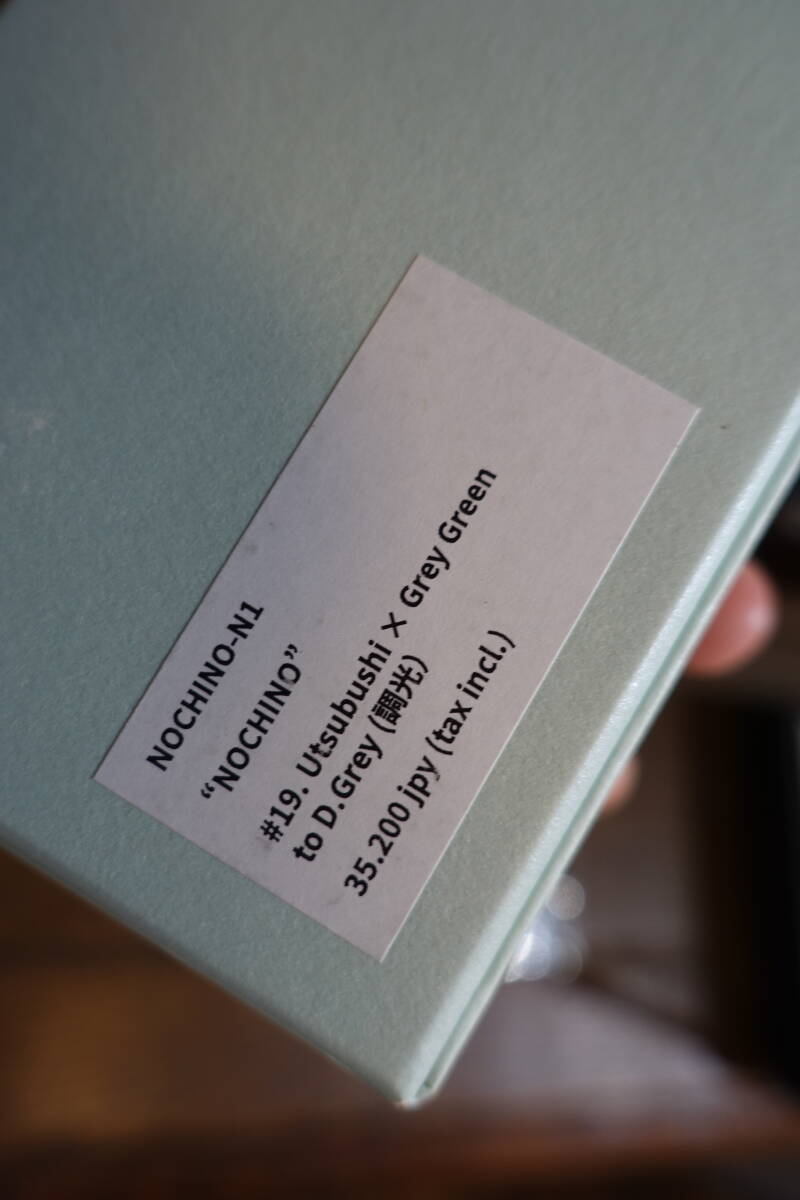 NOCHINO-N1
“NOCHINO”
#19. Utsubushi × Grey Green
to D.Grey (調光)
35.200 jpy (tax incl.)